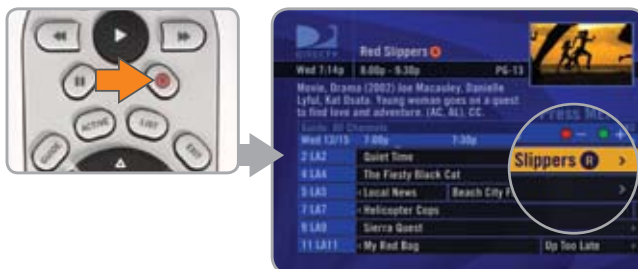 ACTIVE
LIST
GUIDE
EXIT
DIRECTV
Red Slippers R
Wed 7:14p 8:00p - 9:30p PG-13
Movie, Drama (2002) Joe Macauley, Danielle
Lyful, Kat Osata. Young woman goes on a quest
to find love and adventure. (AC, AL), CC.
Press
Guide: All Channels
Wed 12/15 7:00p 7:30p - +
2 LA2 Quiet Time
4 LA4 The Fiesty Black Cat
5 LA5 Local News Beach City
7 LA7 Helicopter Cops
9 LA9 Sierra Quest
11 LA11 My Red Bag Up Too Late
Slippers R >